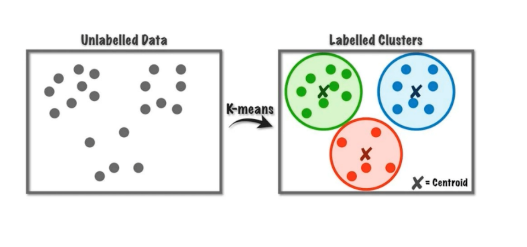 Unlabelled Data
Labelled Clusters
K-means
X = Centroid